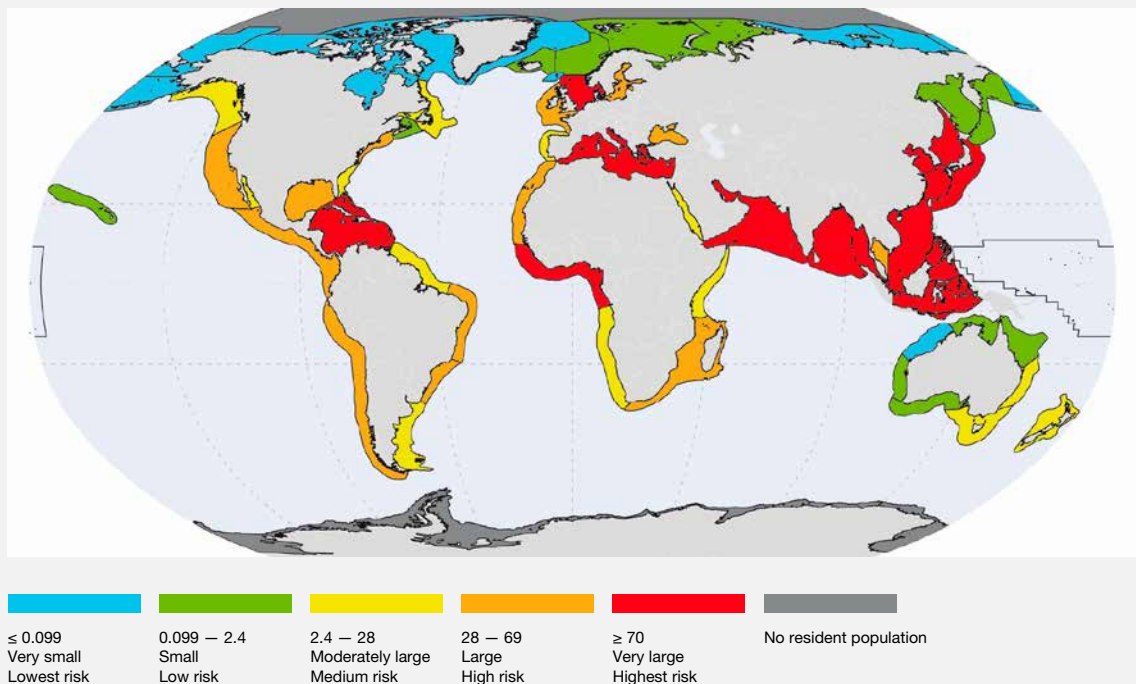 ≤ 0.099
Very small
Lowest risk
0.099 — 2.4
Small
Low risk
2.4 — 28
Moderately large
Medium risk
28 — 69
Large
High risk
≥ 70
Very large
Highest risk
No resident population